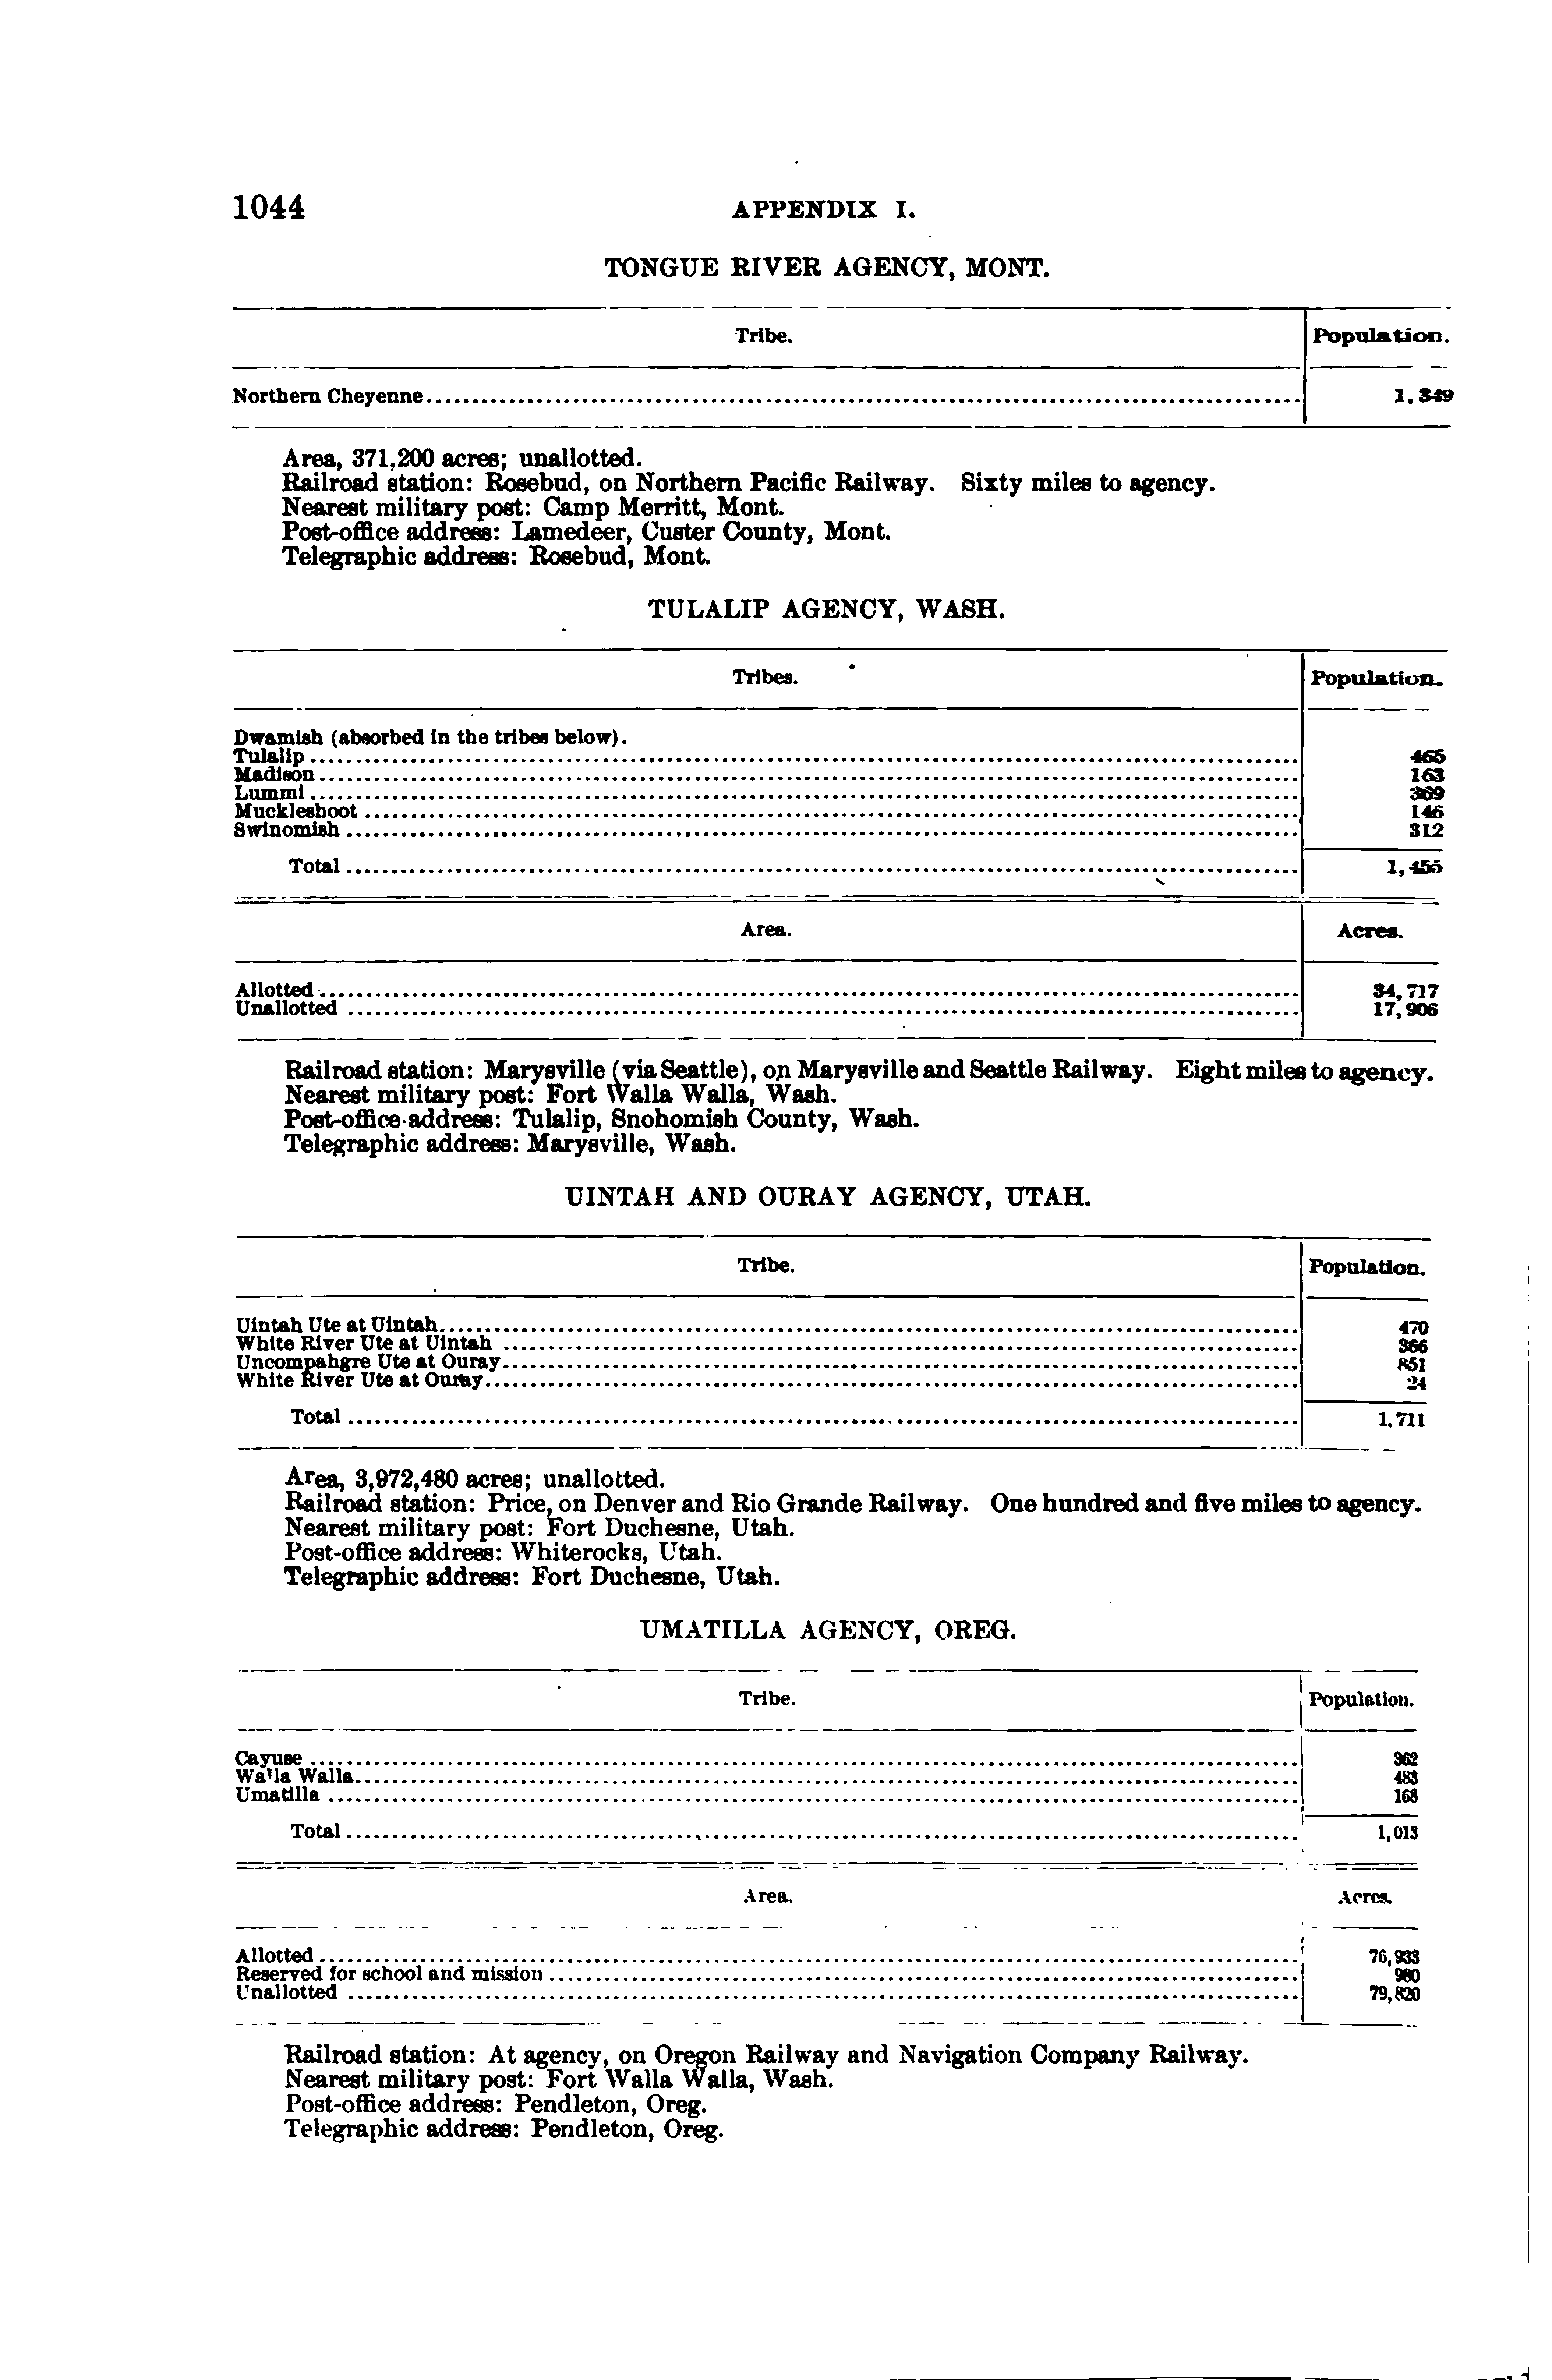 1044 APPENDIX I.
TONGUE RIVER AGENCY, MONT.
Tribe. Population.
Northern Cheyenne 1,349
Area, 371,200 acres; unallotted.
Railroad station: Rosebud, on Northern Pacific Railway. Sixty miles to agency.
Nearest military post: Camp Merritt, Mont.
Post-office address: Lamedeer, Custer County, Mont.
Telegraphic address: Rosebud, Mont.
TULALIP AGENCY, WASH.
Tribes. Population.
Dwamish (absorbed in the tribes below).
Tulalip 465
Madison 163
Lummi 369
Muckleshoot 146
Swinomish 312
Total 1,455
Area. Acres.
Allotted 34,717
Unallotted 17,906
Railroad station: Marysville (via Seattle), on Marysville and Seattle Railway. Eight miles to agency.
Nearest military post: Fort Walla Walla, Wash.
Post-office address: Tulalip, Snohomish County, Wash.
Telegraphic address: Marysville, Wash.
UINTAH AND OURAY AGENCY, UTAH.
Tribe. Population.
Uintah Ute at Uintah 470
White River Ute at Uintah 366
Uncompahgre Ute at Ouray 851
White River Ute at Ouray 24
Total 1,711
Area, 3,972,480 acres; unallotted.
Railroad station: Price, on Denver and Rio Grande Railway. One hundred and five miles to agency.
Nearest military post: Fort Duchesne, Utah.
Post-office address: Whiterocks, Utah.
Telegraphic address: Fort Duchesne, Utah.
UMATILLA AGENCY, OREG.
Tribe. Population.
Cayuse 362
Walla Walla 483
Umatilla 168
Total 1,013
Area. Acres.
Allotted 76,933
Reserved for school and mission 980
Unallotted 79,820
Railroad station: At agency, on Oregon Railway and Navigation Company Railway.
Nearest military post: Fort Walla Walla, Wash.
Post-office address: Pendleton, Oreg.
Telegraphic address: Pendleton, Oreg.